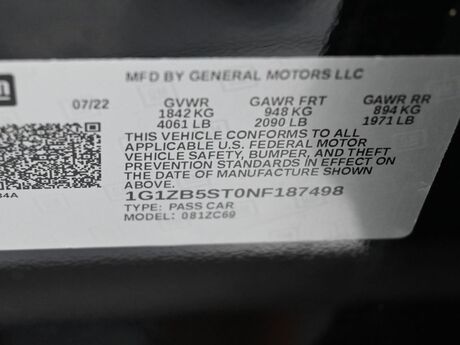 MFD BY GENERAL MOTORS LLC
07/22 GVWR GAWR FRT GAWR RR
1842 KG 948 KG 894 KG
4061 LB 2090 LB 1971 LB
THIS VEHICLE CONFORMS TO ALL
APPLICABLE U.S. FEDERAL MOTOR
VEHICLE SAFETY, BUMPER, AND THEFT
PREVENTION STANDARDS IN EFFECT ON
THE DATE OF MANUFACTURE SHOWN
ABOVE.
1G1ZB5ST0NF187498
TYPE: PASS CAR
MODEL: 081ZC69